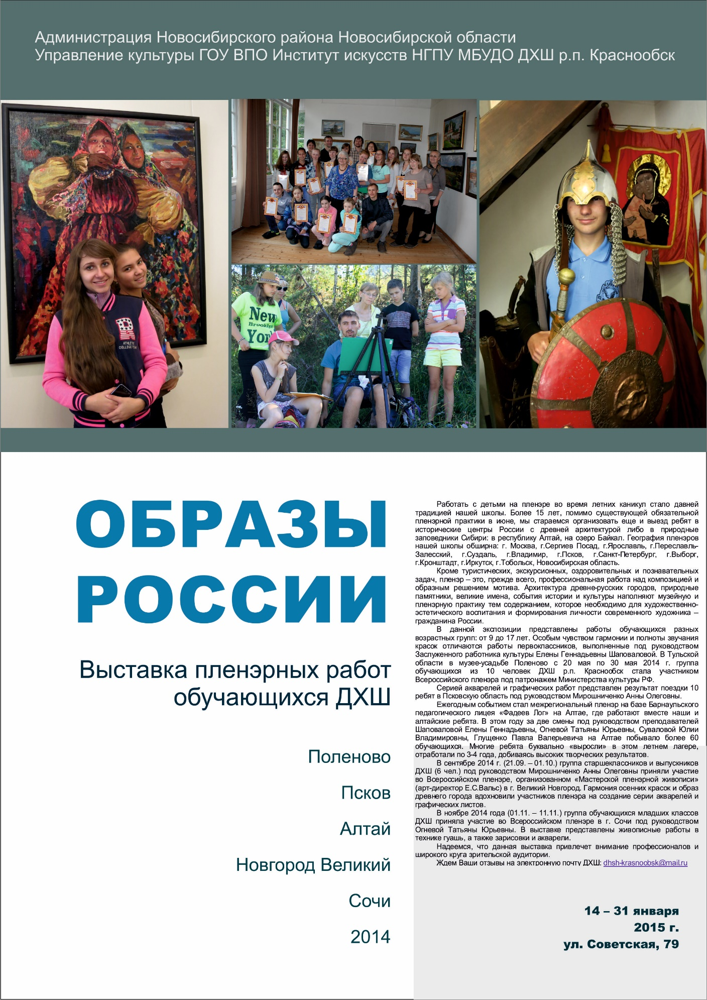 Администрация Новосибирского района Новосибирской области
Управление культуры ГОУ ВПО Институт искусств НГПУ МБУДО ДХШ р.п. Краснообск
New
Brooklyn
York
ATHLETIC
COLLEGE TEAM
ОБРАЗЫ
РОССИИ
Выставка пленэрных работ
обучающихся ДХШ
Поленово
Псков
Алтай
Новгород Великий
Сочи
2014
Работать с детьми на пленэре во время летних каникул стало давней
традицией нашей школы. Более 15 лет, помимо существующей обязательной
пленэрной практики в июне, мы стараемся организовать еще и выезд ребят в
исторические центры России с древней архитектурой либо в природные
заповедники Сибири: в республику Алтай, на озеро Байкал. География пленэров
нашей школы обширна: г. Москва, г.Сергиев Посад, г.Ярославль, г.Переславль-
Залесский, г.Суздаль, г.Владимир, г.Псков, г.Санкт-Петербург, г.Выборг,
г.Кронштадт, г.Иркутск, г.Тобольск, Новосибирская область.
Кроме туристических, экскурсионных, оздоровительных и познавательных
задач, пленэр – это, прежде всего, профессиональная работа над композицией и
образным решением мотива. Архитектура древне-русских городов, природные
памятники, великие имена, события истории и культуры наполняют музейную и
пленэрную практику тем содержанием, которое необходимо для художественно-
эстетического воспитания и формирования личности современного художника –
гражданина России.
В данной экспозиции представлены работы обучающихся разных
возрастных групп: от 9 до 17 лет. Особым чувством гармонии и полноты звучания
красок отличаются работы первоклассников, выполненные под руководством
Заслуженного работника культуры Елены Геннадьевны Шаповаловой. В Тульской
области в музее-усадьбе Поленово с 20 мая по 30 мая 2014 г. группа
обучающихся из 10 человек ДХШ р.п. Краснообск стала участником
Всероссийского пленэра под патронажем Министерства культуры РФ.
Серией акварелей и графических работ представлен результат поездки 10
ребят в Псковскую область под руководством Мирошниченко Анны Олеговны.
Ежегодным событием стал межрегиональный пленэр на базе Барнаульского
педагогического лицея «Фадеев Лог» на Алтае, где работают вместе наши и
алтайские ребята. В этом году за две смены под руководством преподавателей
Шаповаловой Елены Геннадьевны, Огневой Татьяны Юрьевны, Суваловой Юлии
Владимировны, Глущенко Павла Валерьевича на Алтае побывало более 60
обучающихся. Многие ребята буквально «выросли» в этом летнем лагере,
отработали по 3-4 года, добиваясь высоких творческих результатов.
В сентябре 2014 г. (21.09. – 01.10.) группа старшеклассников и выпускников
ДХШ (6 чел.) под руководством Мирошниченко Анны Олеговны приняли участие
во Всероссийском пленэре, организованном «Мастерской пленэрной живописи»
(арт-директор Е.С.Вальс) в г. Великий Новгород. Гармония осенних красок и образ
древнего города вдохновили участников пленэра на создание серии акварелей и
графических листов.
В ноябре 2014 года (01.11. – 11.11.) группа обучающихся младших классов
ДХШ приняла участие во Всероссийском пленэре в г. Сочи под руководством
Огневой Татьяны Юрьевны. В выставке представлены живописные работы в
технике гуашь, а также зарисовки и акварели.
Надеемся, что данная выставка привлечет внимание профессионалов и
широкого круга зрительской аудитории.
Ждем Ваши отзывы на электронную почту ДХШ: dhsh-krasnoobsk@mail.ru
14 – 31 января
2015 г.
ул. Советская, 79